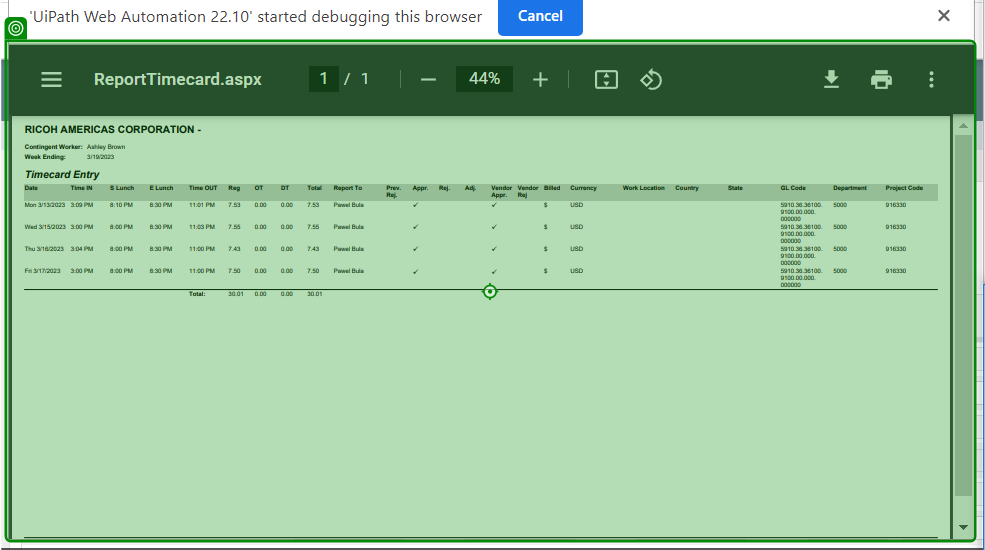 'UiPath Web Automation 22.10' started debugging this browser Cancel
ReportTimecard.aspx 1 / 1 44%
RICOH AMERICAS CORPORATION -
Contingent Worker: Ashley Brown
Week Ending: 3/19/2023
Timecard Entry
Date Time IN S Lunch E Lunch Time OUT Reg OT DT Total Report To Prev. Rej. Appr. Rej. Adj. Vendor Appr. Vendor Rej Billed Currency Work Location Country State GL Code Department Project Code
Mon 3/13/2023 3:09 PM 8:10 PM 8:30 PM 11:01 PM 7.53 0.00 0.00 7.53 Pawel Bula ✓ ✓ $ USD 5910.36.36100. 5000 916330
9100.00.000.
000000
Wed 3/15/2023 3:00 PM 8:00 PM 8:30 PM 11:03 PM 7.55 0.00 0.00 7.55 Pawel Bula ✓ ✓ $ USD 5910.36.36100. 5000 916330
9100.00.000.
000000
Thu 3/16/2023 3:04 PM 8:00 PM 8:30 PM 11:00 PM 7.43 0.00 0.00 7.43 Pawel Bula ✓ ✓ $ USD 5910.36.36100. 5000 916330
9100.00.000.
000000
Fri 3/17/2023 3:00 PM 8:00 PM 8:30 PM 11:00 PM 7.50 0.00 0.00 7.50 Pawel Bula ✓ ✓ $ USD 5910.36.36100. 5000 916330
9100.00.000.
000000
Total: 30.01 0.00 0.00 30.01